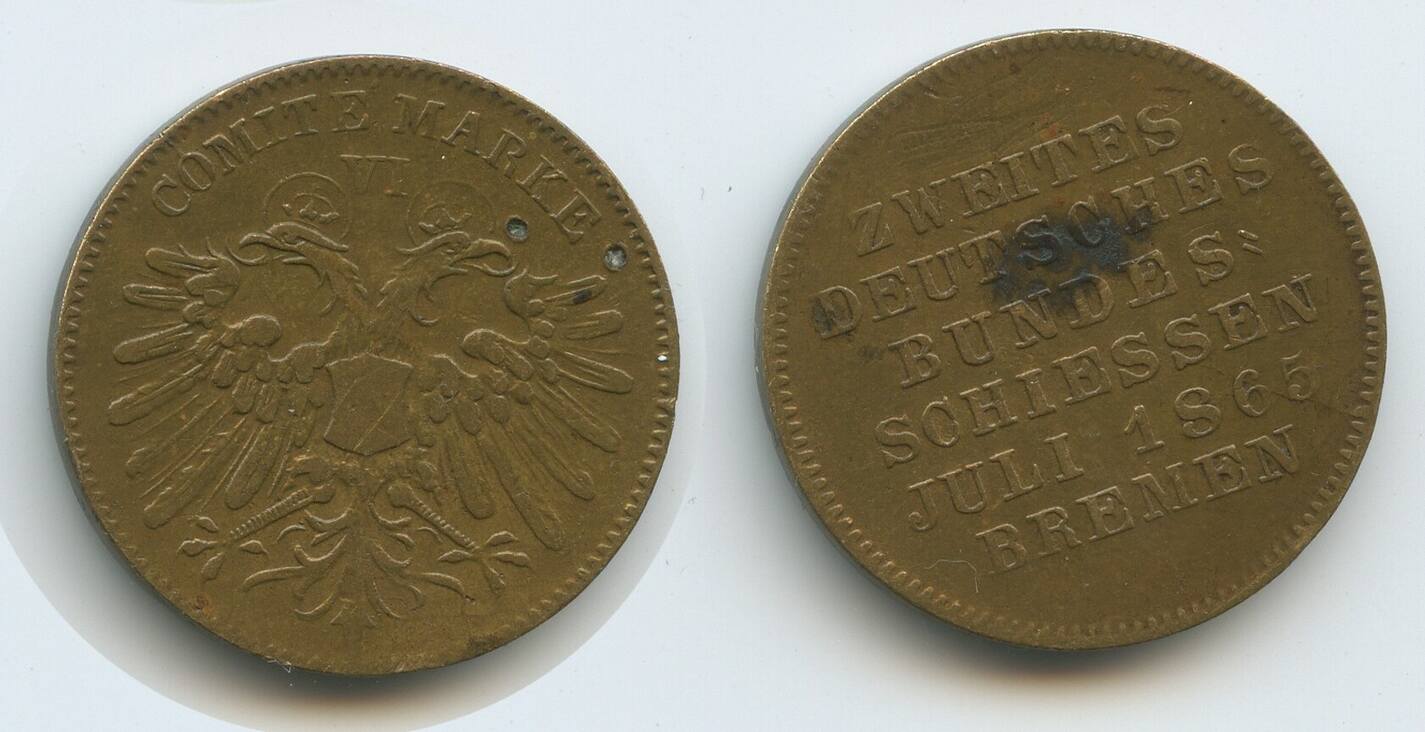 COMITE MARKE
VI
ZWEITES
DEUTSCHES
BUNDES-
SCHIESSEN
JULI 1865
BREMEN